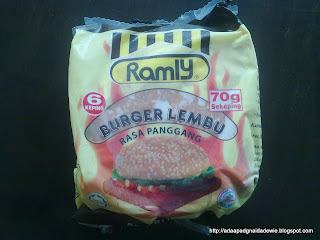 Ramly
6
KEPING
70g
Sekeping
BURGER LEMBU
RASA PANGGANG
http://adaapadgnaidadewie.blogspot.com